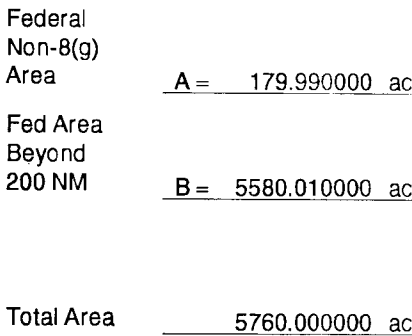 Federal
Non-8(g)
Area A = 179.990000 ac
Fed Area
Beyond
200 NM B = 5580.010000 ac
Total Area 5760.000000 ac